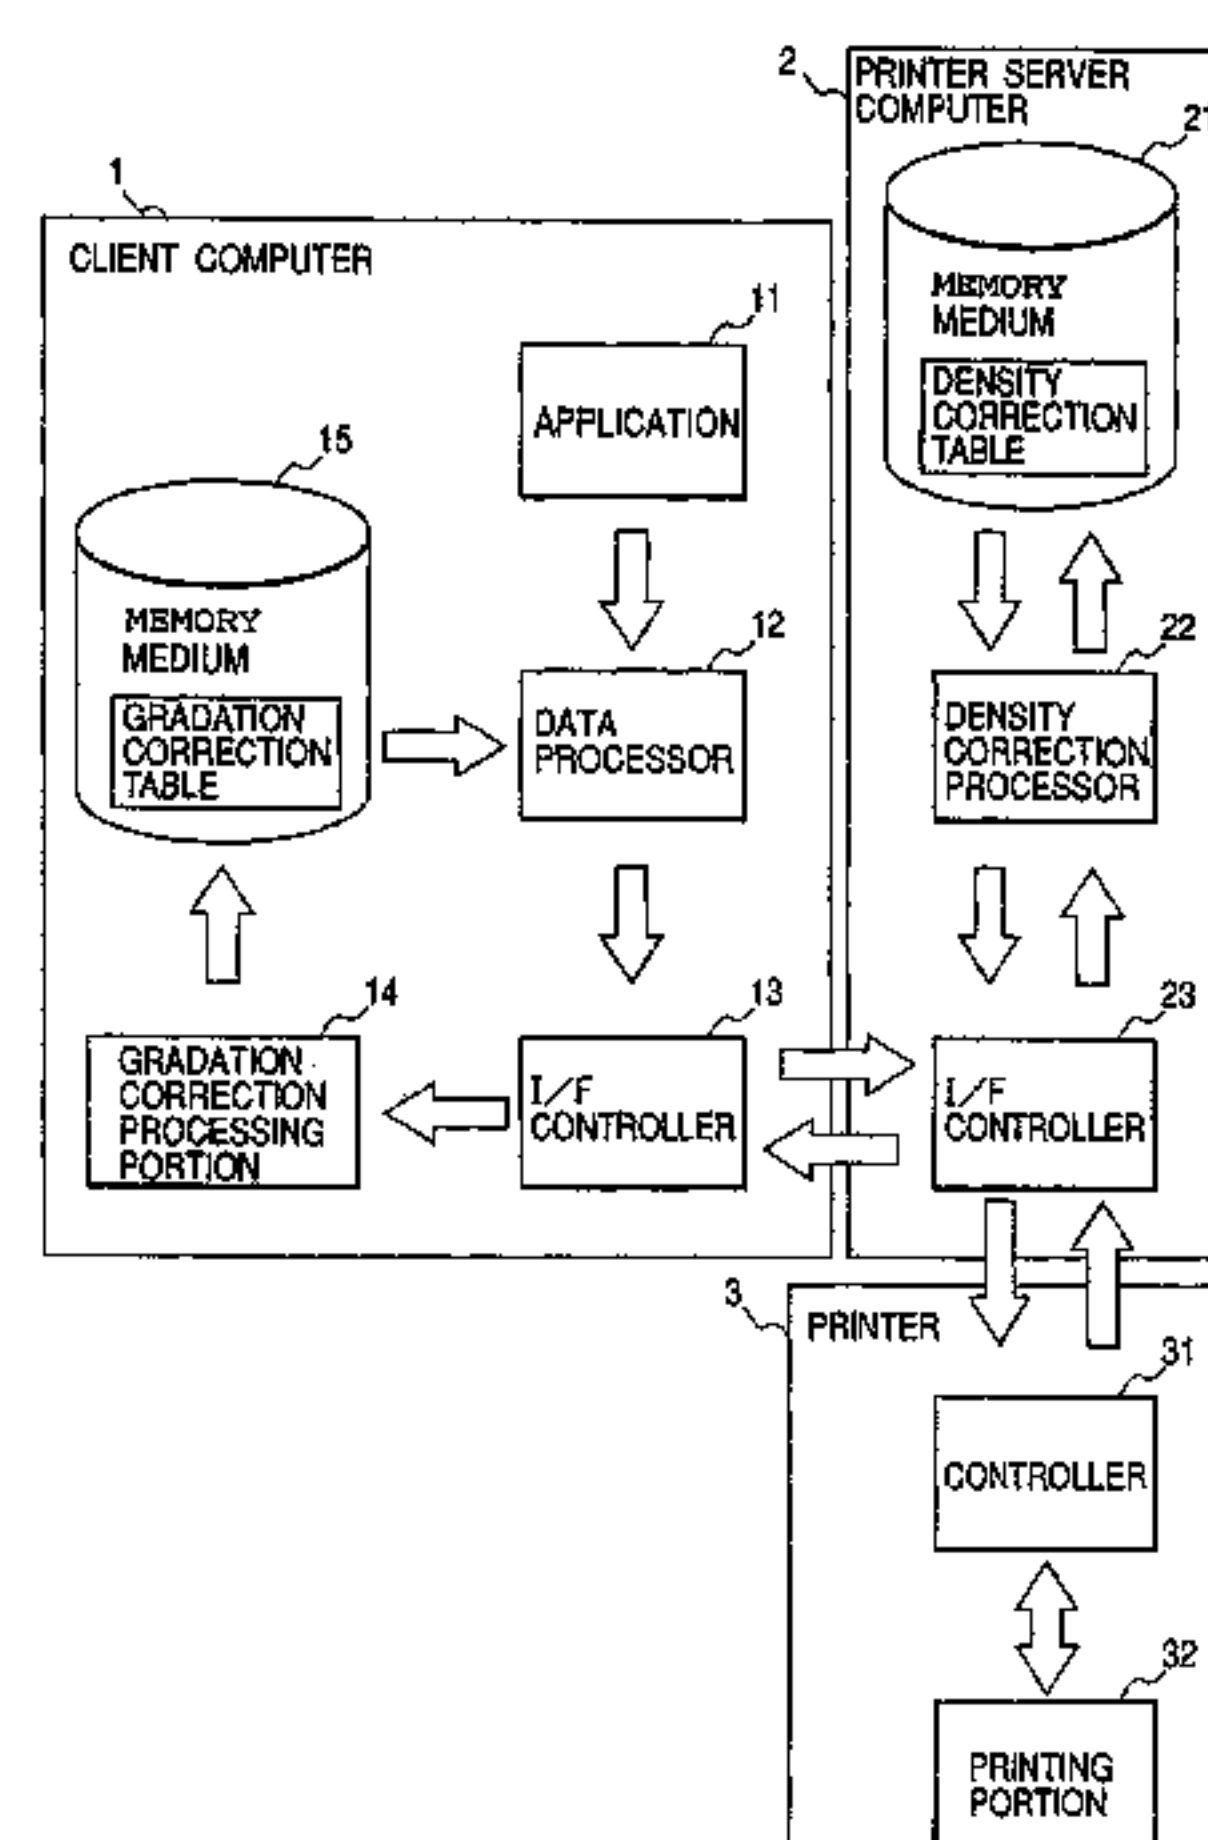 2
PRINTER SERVER
COMPUTER
21
1
CLIENT COMPUTER
MEMORY
MEDIUM
DENSITY
CORRECTION
TABLE
11
APPLICATION
15
MEMORY
MEDIUM
GRADATION
CORRECTION
TABLE
12
DATA
PROCESSOR
22
DENSITY
CORRECTION
PROCESSOR
14
GRADATION
CORRECTION
PROCESSING
PORTION
13
I/F
CONTROLLER
23
I/F
CONTROLLER
3
PRINTER
31
CONTROLLER
32
PRINTING
PORTION